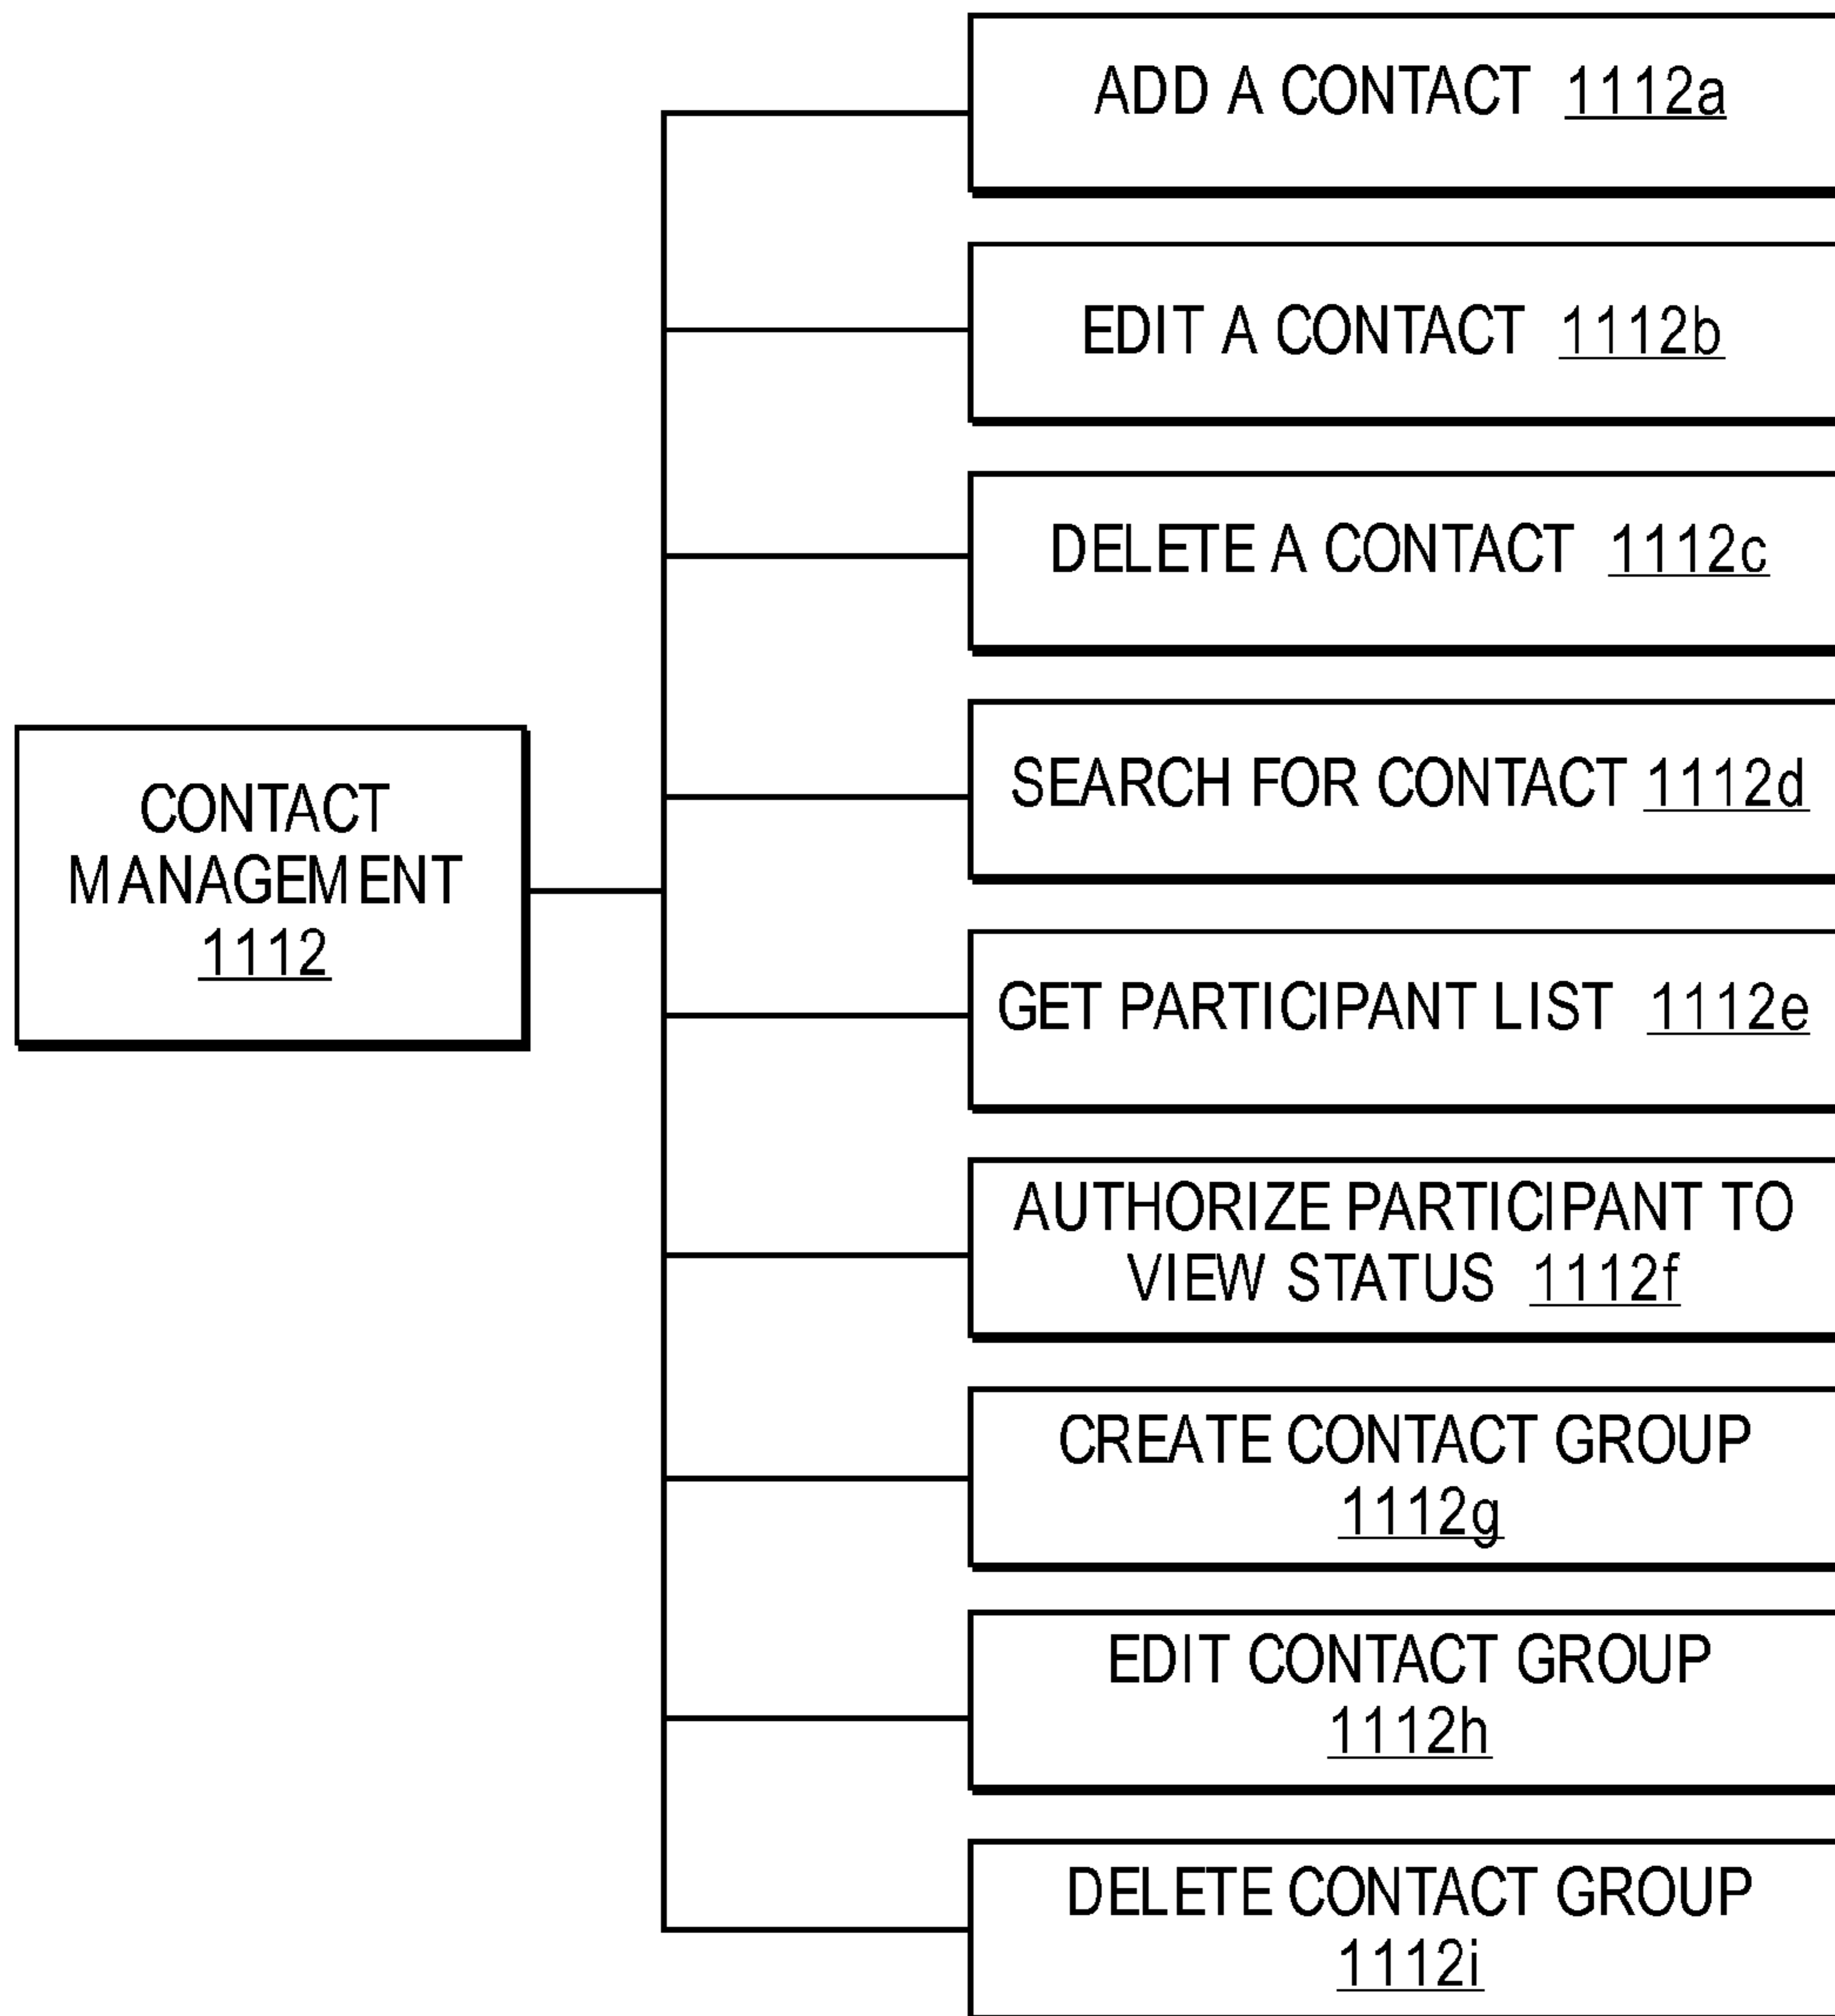 ADD A CONTACT 1112a
EDIT A CONTACT 1112b
DELETE A CONTACT 1112c
SEARCH FOR CONTACT 1112d
CONTACT
MANAGEMENT
1112
GET PARTICIPANT LIST 1112e
AUTHORIZE PARTICIPANT TO
VIEW STATUS 1112f
CREATE CONTACT GROUP
1112g
EDIT CONTACT GROUP
1112h
DELETE CONTACT GROUP
1112i